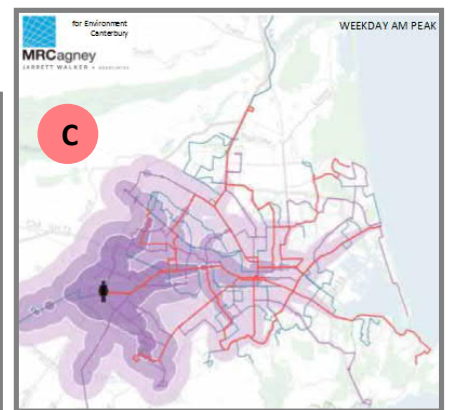 for Environment
Canterbury
WEEKDAY AM PEAK
MRCagney
JARRETT WALKER + ASSOCIATES
C